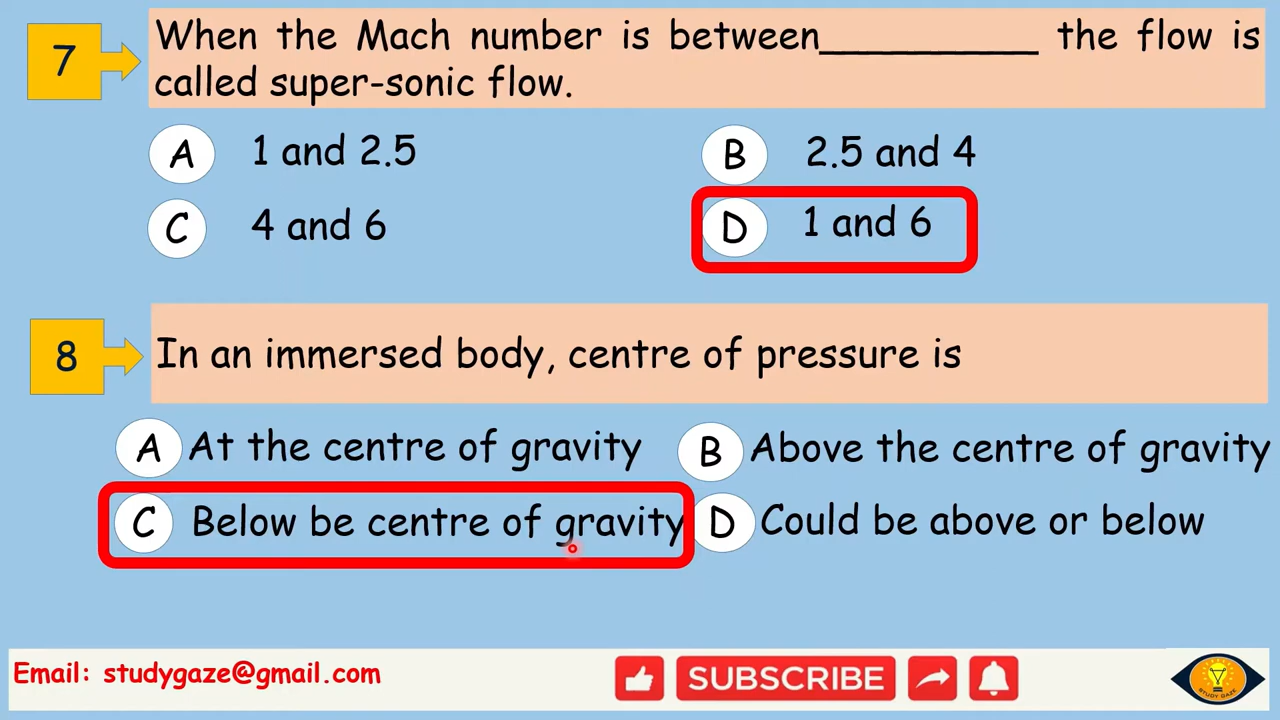 7
When the Mach number is between__________ the flow is
called super-sonic flow.
A 1 and 2.5
B 2.5 and 4
C 4 and 6
D 1 and 6
8
In an immersed body, centre of pressure is
A At the centre of gravity
B Above the centre of gravity
C Below be centre of gravity
D Could be above or below
Email: studygaze@gmail.com
SUBSCRIBE
STUDY GAZE